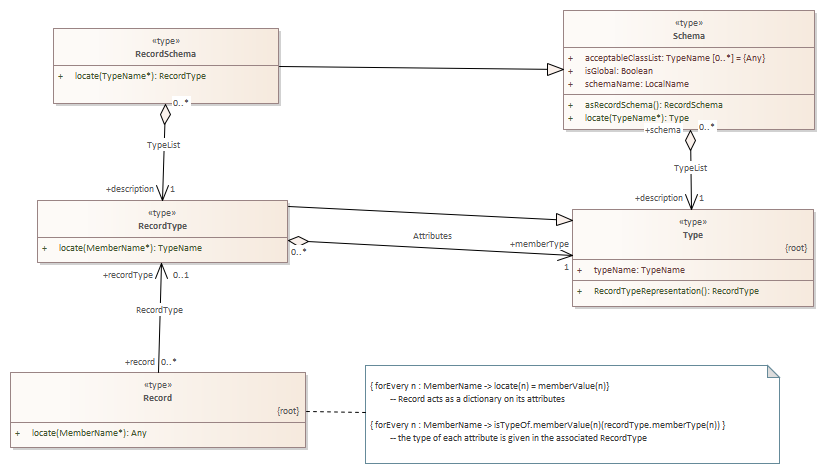 «type»
RecordSchema
+ locate(TypeName*): RecordType
0..*
TypeList
+description
1
«type»
Schema
+ acceptableClassList: TypeName [0..*] = {Any}
+ isGlobal: Boolean
+ schemaName: LocalName
+ asRecordSchema(): RecordSchema
+ locate(TypeName*): Type
+schema
0..*
TypeList
+description
1
«type»
RecordType
+ locate(MemberName*): TypeName
0..*
Attributes
+memberType
1
«type»
Type
{root}
+ typeName: TypeName
+ RecordTypeRepresentation(): RecordType
+recordType
0..1
RecordType
+record
0..*
«type»
Record
{root}
+ locate(MemberName*): Any
{ forEvery n : MemberName -> locate(n) = memberValue(n)}
-- Record acts as a dictionary on its attributes
{ forEvery n : MemberName -> isTypeOf.memberValue(n)(recordType.memberType(n)) }
-- the type of each attribute is given in the associated RecordType